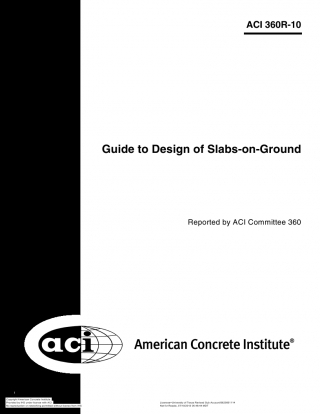 ACI 360R-10
Guide to Design of Slabs-on-Ground
Reported by ACI Committee 360
aci
American Concrete Institute®